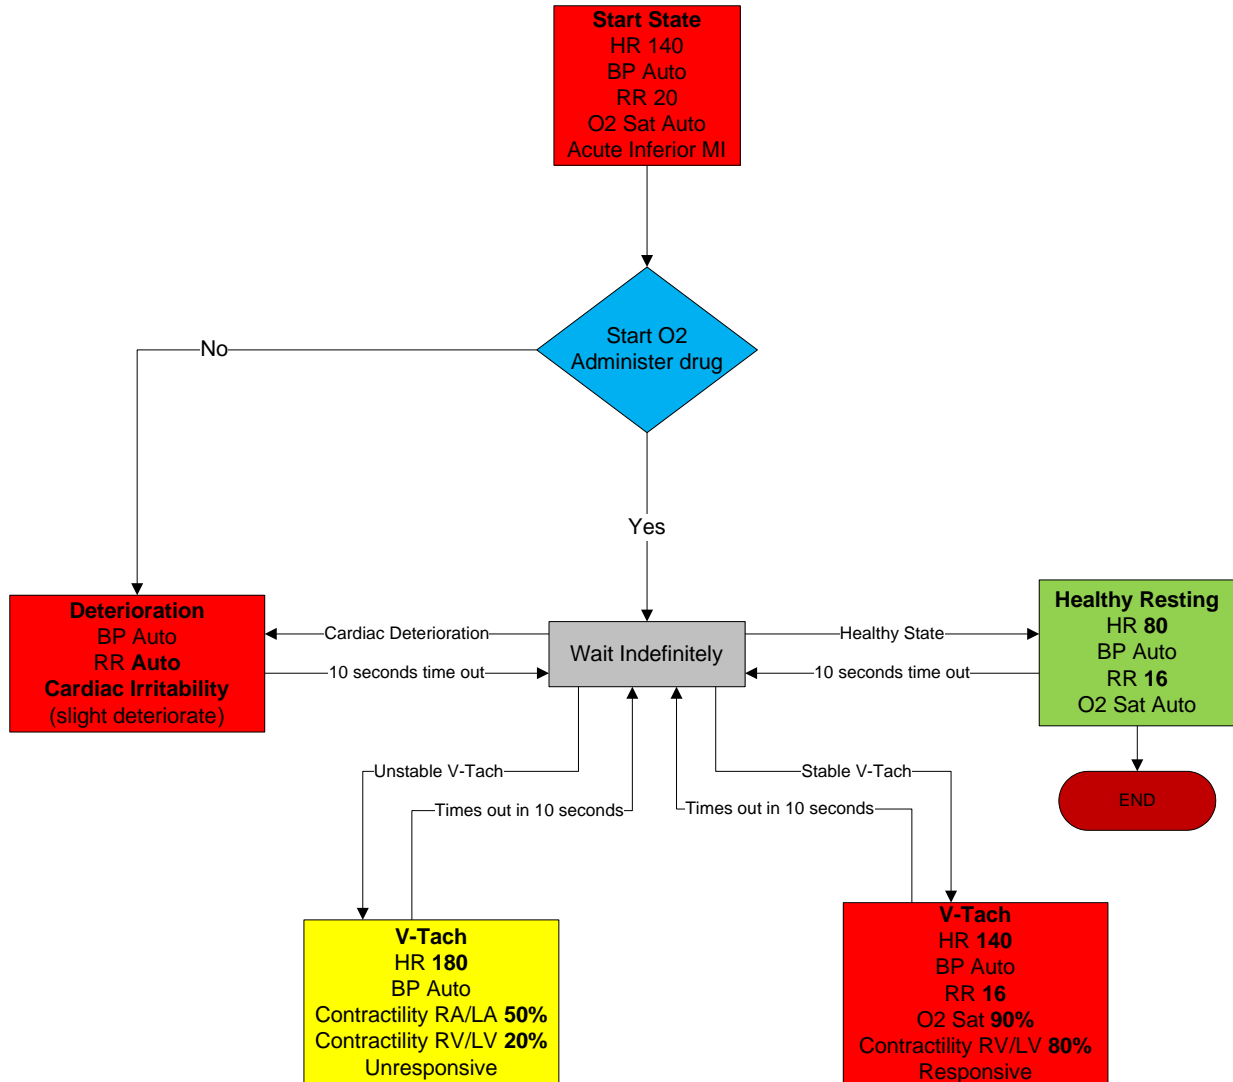 Start State
HR 140
BP Auto
RR 20
O2 Sat Auto
Acute Inferior MI
Start O2
Administer drug
No
Yes
Deterioration
BP Auto
RR Auto
Cardiac Irritability
(slight deteriorate)
Cardiac Deterioration
10 seconds time out
Wait Indefinitely
Healthy State
10 seconds time out
Healthy Resting
HR 80
BP Auto
RR 16
O2 Sat Auto
END
Unstable V-Tach
Times out in 10 seconds
Stable V-Tach
Times out in 10 seconds
V-Tach
HR 180
BP Auto
Contractility RA/LA 50%
Contractility RV/LV 20%
Unresponsive
V-Tach
HR 140
BP Auto
RR 16
O2 Sat 90%
Contractility RV/LV 80%
Responsive